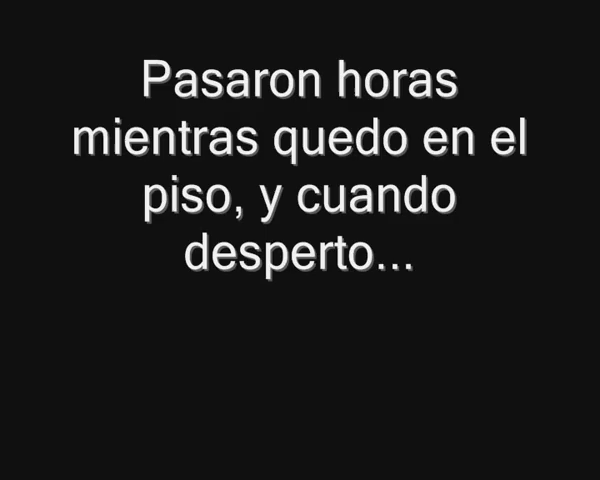 Pasaron horas
mientras quedo en el
piso, y cuando
desperto...